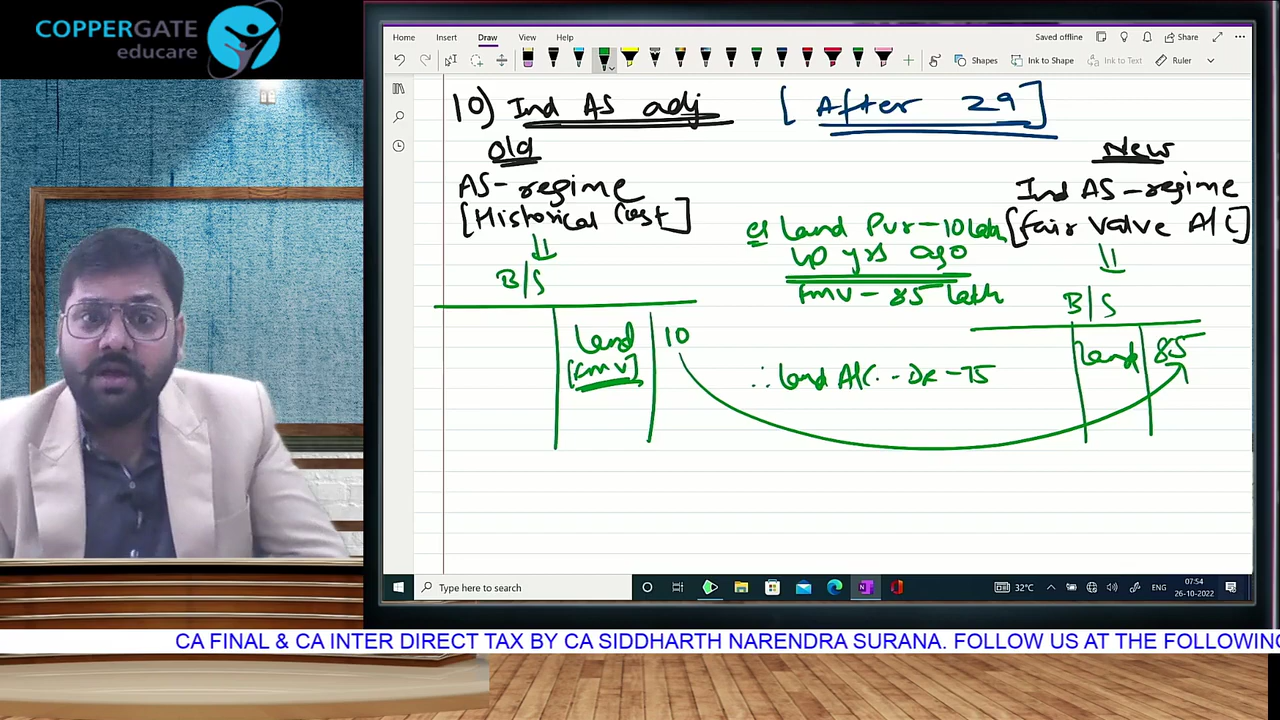 COPPERGATE
educare
Home Insert Draw View Help
Saved offline
Share
Shapes
Ink to Shape
Ink to Text
Ruler
10) Ind AS adj [After 29]
Old
AS-regime
[Historical Cost]
B/S
Land 10
[FMV]
eg Land Pur-10 Lakh
40 yrs ago
FMV - 85 Lakh
∴ Land A/c. - Dr - 75
New
Ind AS-regime
[Fair Value A/C]
B/S
Land 85
Type here to search
32°C
ENG
07:54
26-10-2022
CA FINAL & CA INTER DIRECT TAX BY CA SIDDHARTH NARENDRA SURANA. FOLLOW US AT THE FOLLOWING